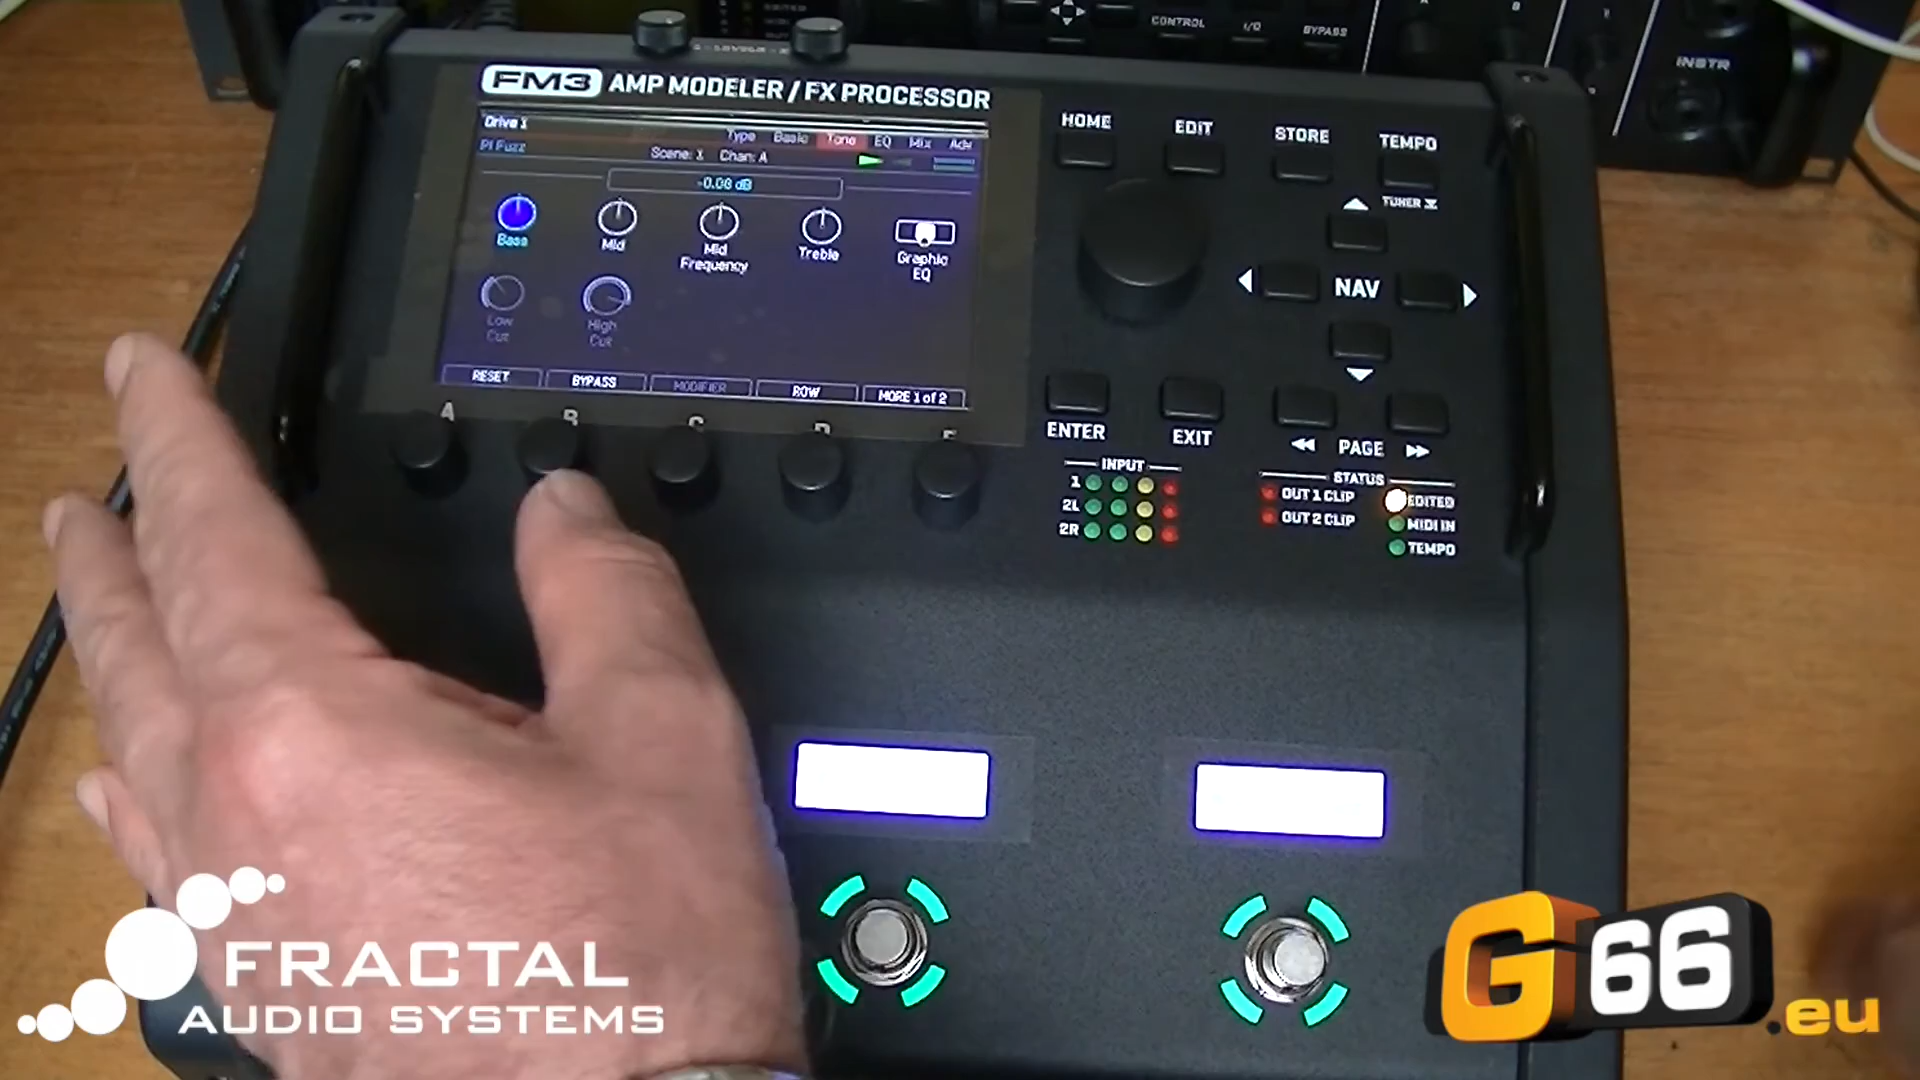 CONTROL
I/O
BYPASS
INSTR
FM3 AMP MODELER / FX PROCESSOR
Drive 1
Type Basic Tone EQ Mix Adv
PI Fuzz
Scene: 1 Chan: A
-0.08 dB
Bass
Mid
Mid Frequency
Treble
Graphic EQ
Low Cut
High Cut
RESET BYPASS MODIFIER ROW MORE 1 of 2
A B C D E
HOME
EDIT
STORE
TEMPO
TUNER
NAV
ENTER
EXIT
PAGE
INPUT
1
2L
2R
STATUS
OUT 1 CLIP
OUT 2 CLIP
EDITED
MIDI IN
TEMPO
FRACTAL
AUDIO SYSTEMS
G66.eu